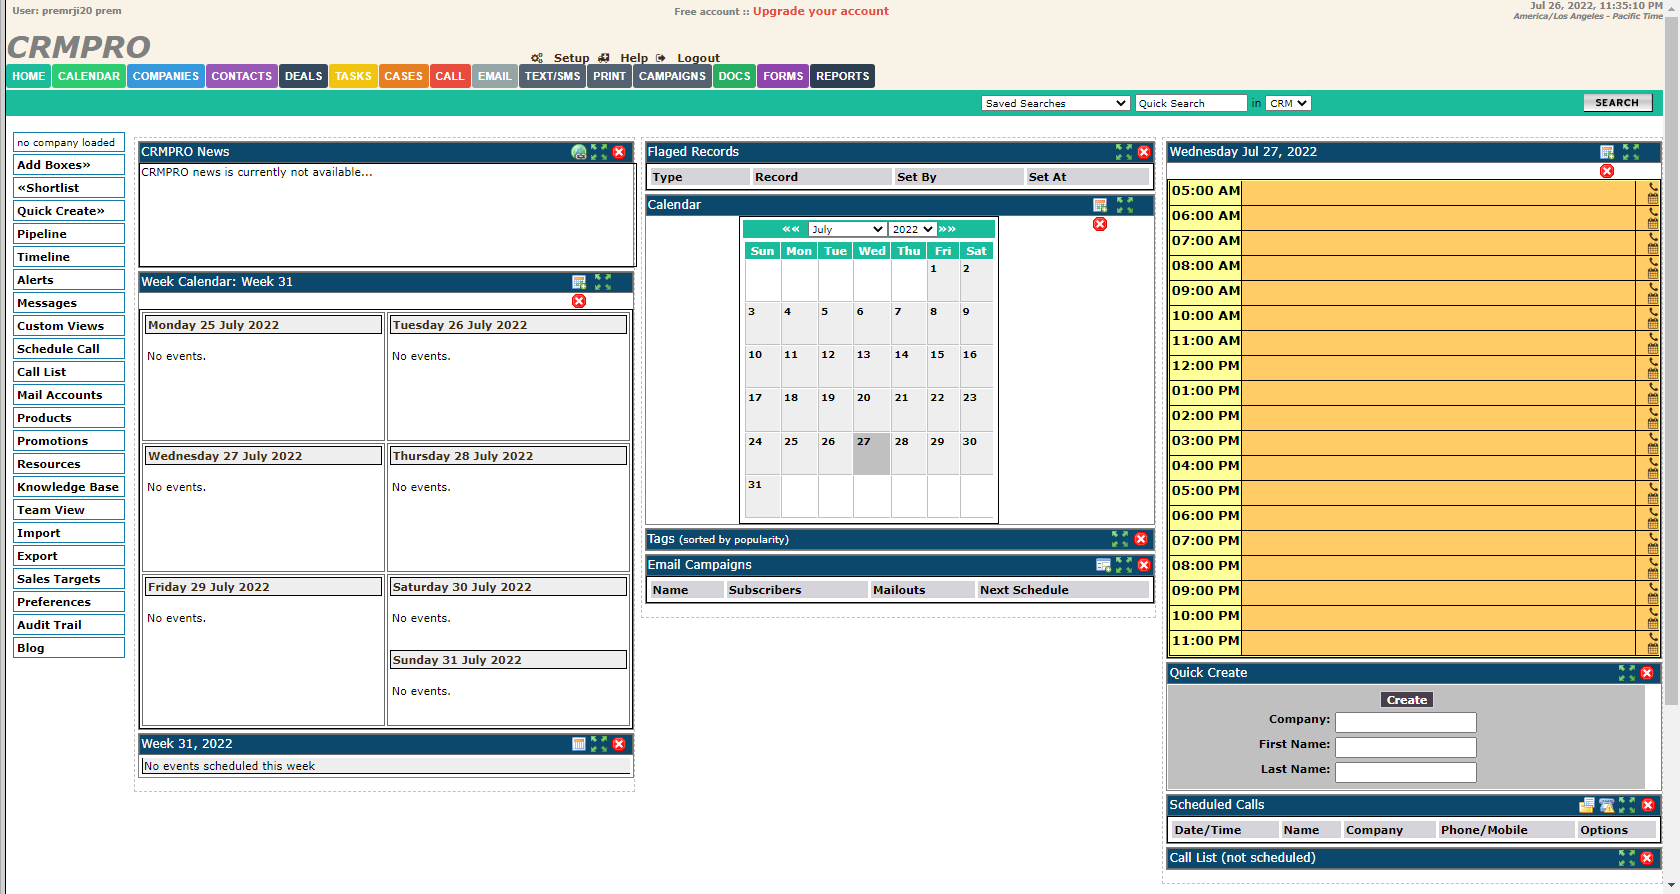 User: premrji20 prem
Free account :: Upgrade your account
Jul 26, 2022, 11:35:10 PM
America/Los Angeles - Pacific Time
CRMPRO
Setup Help Logout
HOME CALENDAR COMPANIES CONTACTS DEALS TASKS CASES CALL EMAIL TEXT/SMS PRINT CAMPAIGNS DOCS FORMS REPORTS
Saved Searches Quick Search in CRM SEARCH
no company loaded
Add Boxes»
«Shortlist
Quick Create»
Pipeline
Timeline
Alerts
Messages
Custom Views
Schedule Call
Call List
Mail Accounts
Products
Promotions
Resources
Knowledge Base
Team View
Import
Export
Sales Targets
Preferences
Audit Trail
Blog
CRMPRO News
CRMPRO news is currently not available...
Week Calendar: Week 31
Monday 25 July 2022
No events.
Tuesday 26 July 2022
No events.
Wednesday 27 July 2022
No events.
Thursday 28 July 2022
No events.
Friday 29 July 2022
No events.
Saturday 30 July 2022
No events.
Sunday 31 July 2022
No events.
Week 31, 2022
No events scheduled this week
Flaged Records
Type Record Set By Set At
Calendar
«« July 2022 »»
Sun Mon Tue Wed Thu Fri Sat
1 2
3 4 5 6 7 8 9
10 11 12 13 14 15 16
17 18 19 20 21 22 23
24 25 26 27 28 29 30
31
Tags (sorted by popularity)
Email Campaigns
Name Subscribers Mailouts Next Schedule
Wednesday Jul 27, 2022
05:00 AM
06:00 AM
07:00 AM
08:00 AM
09:00 AM
10:00 AM
11:00 AM
12:00 PM
01:00 PM
02:00 PM
03:00 PM
04:00 PM
05:00 PM
06:00 PM
07:00 PM
08:00 PM
09:00 PM
10:00 PM
11:00 PM
Quick Create
Create
Company:
First Name:
Last Name:
Scheduled Calls
Date/Time Name Company Phone/Mobile Options
Call List (not scheduled)